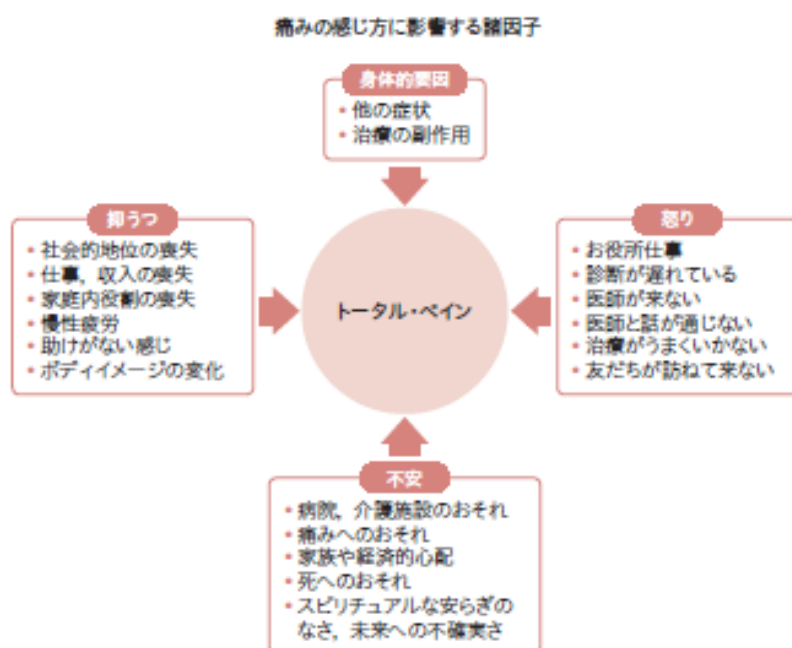 痛みの感じ方に影響する諸因子
身体的要因
• 他の症状
• 治療の副作用
抑うつ
• 社会的地位の喪失
• 仕事，収入の喪失
• 家庭内役割の喪失
• 慢性疲労
• 助けがない感じ
• ボディイメージの変化
トータル・ペイン
怒り
• お役所仕事
• 診断が遅れている
• 医師が来ない
• 医師と話が通じない
• 治療がうまくいかない
• 友だちが訪ねて来ない
不安
• 病院，介護施設のおそれ
• 痛みへのおそれ
• 家族や経済的心配
• 死へのおそれ
• スピリチュアルな安らぎの
なさ，未来への不確実さ